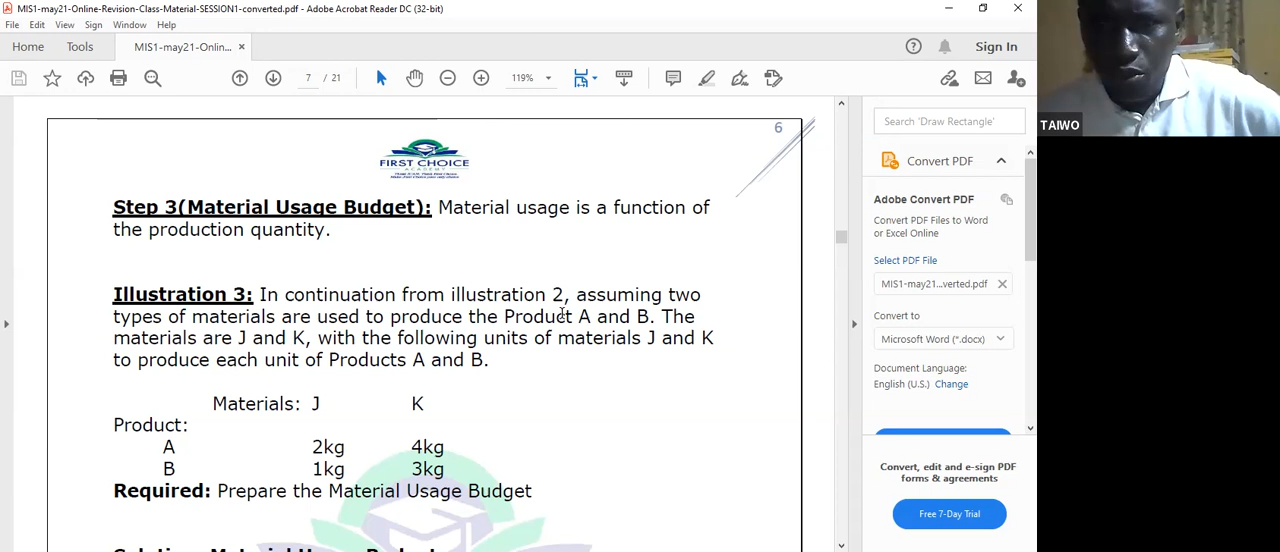 MIS1-may21-Online-Revision-Class-Material-SESSION1-converted.pdf - Adobe Acrobat Reader DC (32-bit)
File Edit View Sign Window Help
Home Tools MIS1-may21-Onlin... × Sign In
7 / 21 119%
TAIWO
Search 'Draw Rectangle'
6
FIRST CHOICE
ACADEMY
Convert PDF
Step 3(Material Usage Budget): Material usage is a function of
the production quantity.
Adobe Convert PDF
Convert PDF Files to Word
or Excel Online
Select PDF File
MIS1-may21...verted.pdf
Illustration 3: In continuation from illustration 2, assuming two
types of materials are used to produce the Product A and B. The
materials are J and K, with the following units of materials J and K
to produce each unit of Products A and B.
Convert to
Microsoft Word (*.docx)
Document Language:
English (U.S.) Change
Materials: J K
Product:
A 2kg 4kg
B 1kg 3kg
Required: Prepare the Material Usage Budget
Convert, edit and e-sign PDF
forms & agreements
Free 7-Day Trial